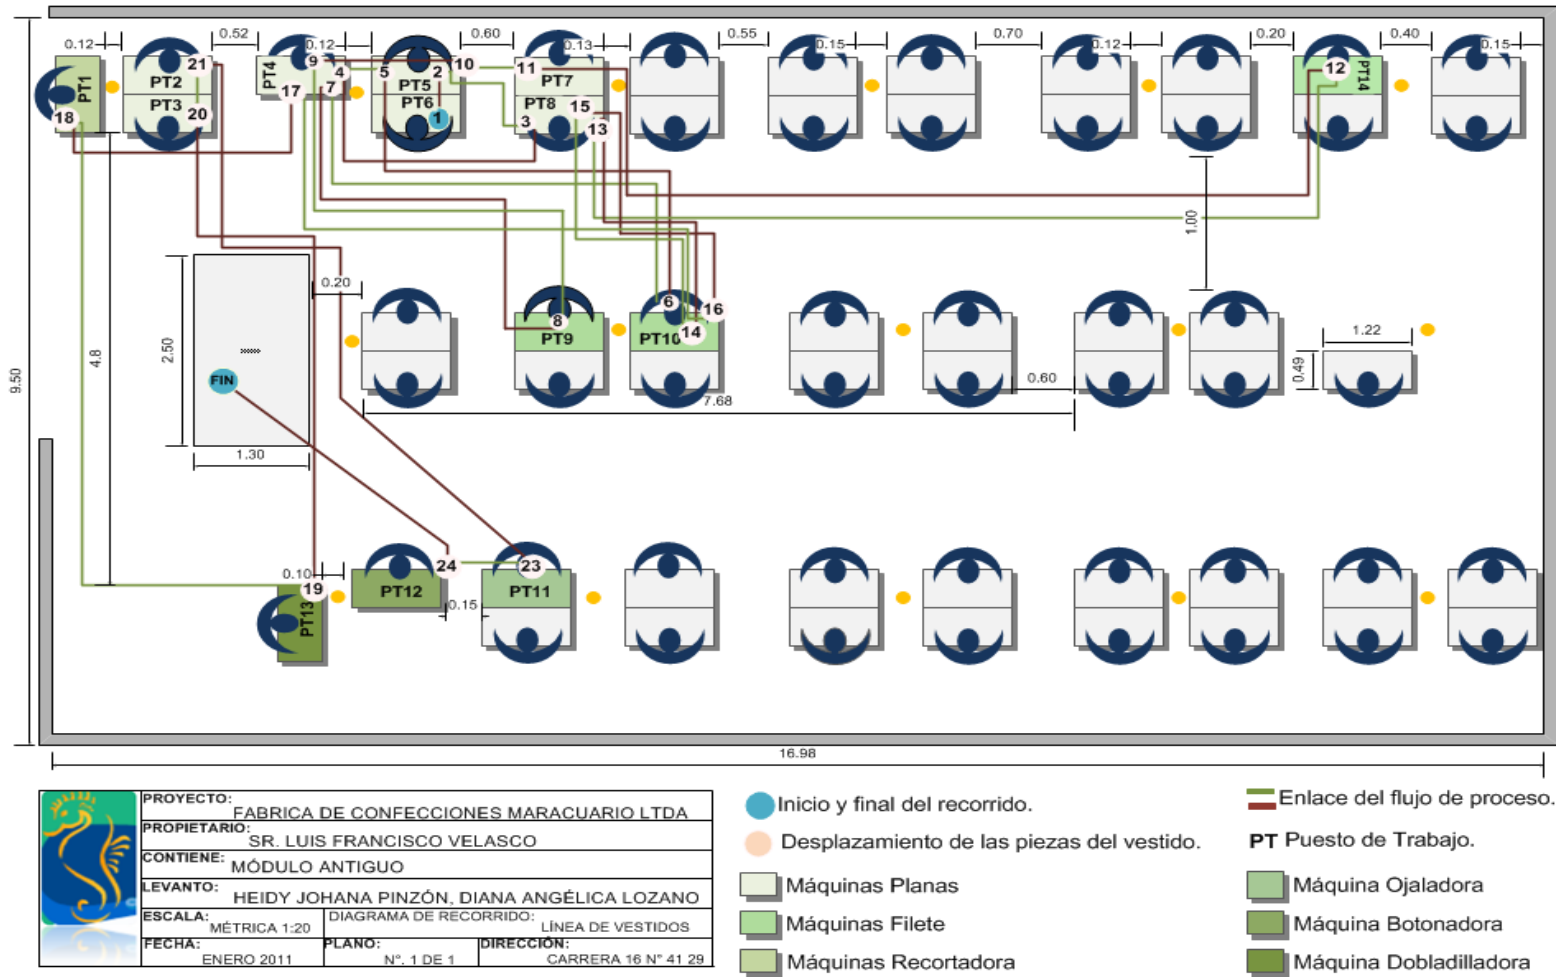 0.12
0.52
0.12
0.60
0.13
0.55
0.15
0.70
0.12
0.20
0.40
0.15
21
9
4
5
2
10
11
12
PT1
PT2
PT4
7
PT5
PT7
PT14
17
PT3
PT6
PT8
15
18
20
1
3
13
1.00
0.20
2.50
4.8
9.50
6
16
8
14
PT9
PT10
1.22
0.49
FIN
0.60
7.68
1.30
24
23
0.10
19
PT12
PT11
0.15
PT13
16.98
PROYECTO:
FABRICA DE CONFECCIONES MARACUARIO LTDA
PROPIETARIO:
SR. LUIS FRANCISCO VELASCO
CONTIENE: MÓDULO ANTIGUO
LEVANTO: HEIDY JOHANA PINZÓN, DIANA ANGÉLICA LOZANO
ESCALA: MÉTRICA 1:20
DIAGRAMA DE RECORRIDO: LÍNEA DE VESTIDOS
FECHA: ENERO 2011
PLANO: N°. 1 DE 1
DIRECCIÓN: CARRERA 16 N° 41 29
Inicio y final del recorrido.
Desplazamiento de las piezas del vestido.
Máquinas Planas
Máquinas Filete
Máquinas Recortadora
Enlace del flujo de proceso.
PT Puesto de Trabajo.
Máquina Ojaladora
Máquina Botonadora
Máquina Dobladilladora